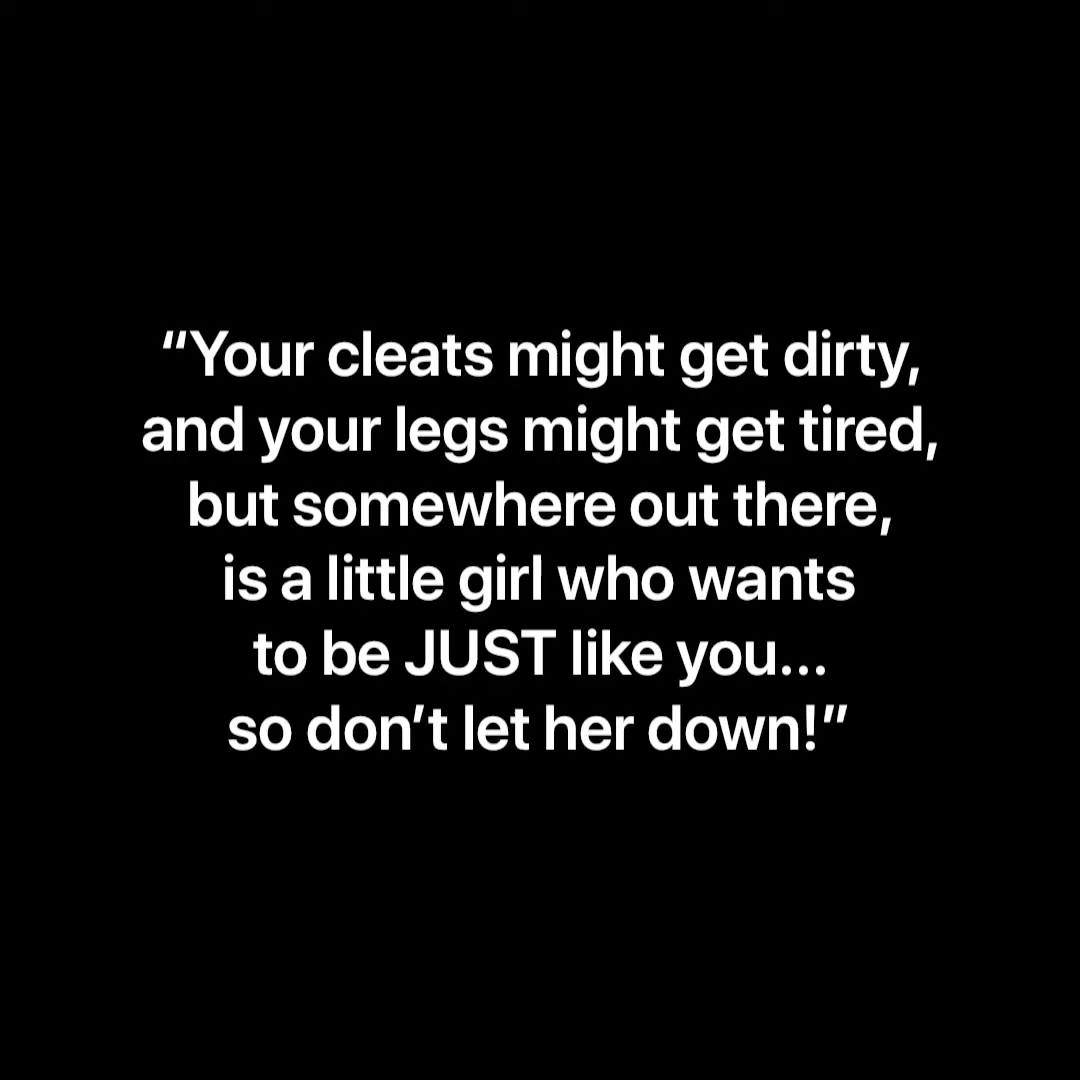 “Your cleats might get dirty,
and your legs might get tired,
but somewhere out there,
is a little girl who wants
to be JUST like you...
so don’t let her down!”